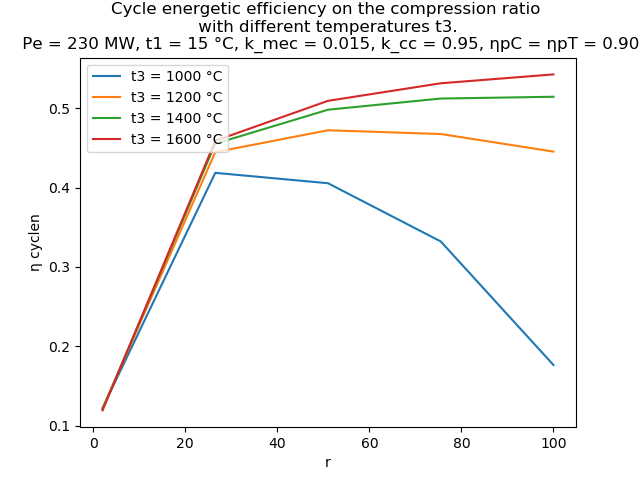 Cycle energetic efficiency on the compression ratio
with different temperatures t3.
Pe = 230 MW, t1 = 15 °C, k_mec = 0.015, k_cc = 0.95, ηpC = ηpT = 0.90
t3 = 1000 °C
t3 = 1200 °C
t3 = 1400 °C
t3 = 1600 °C
η cyclen
0.5
0.4
0.3
0.2
0.1
0 20 40 60 80 100
r